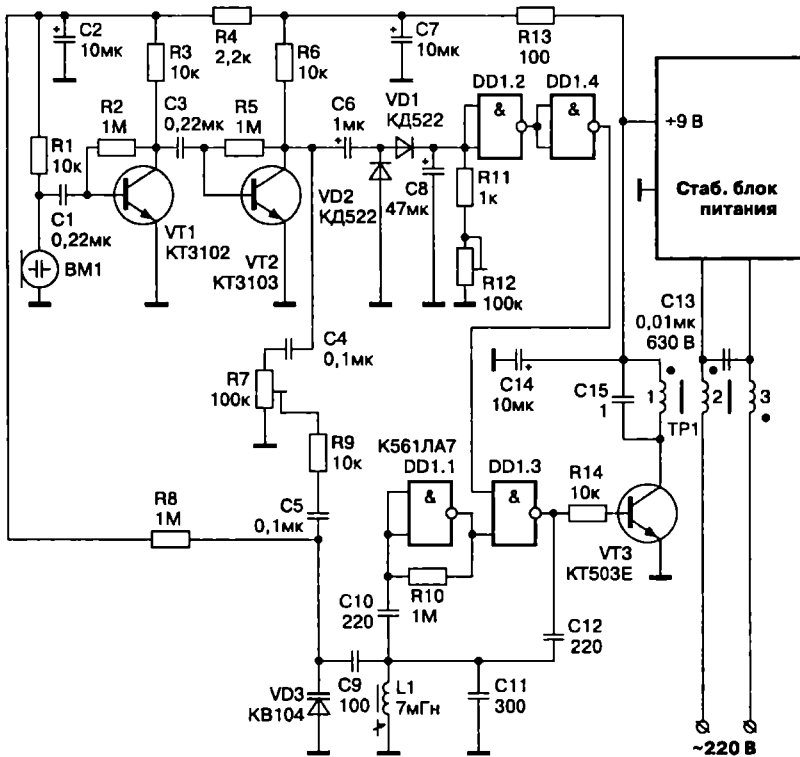 C2
10мк
R3
10к
R4
2,2к
R6
10к
C7
10мк
R13
100
DD1.2
DD1.4
&
&
+9 В
Стаб. блок
питания
R2
1М
C3
0,22мк
R5
1М
C6
1мк
VD1
КД522
R1
10к
C1
0,22мк
VT1
КТ3102
BM1
VT2
КТ3103
VD2
КД522
C8
47мк
R11
1к
R12
100к
C4
0,1мк
R7
100к
R9
10к
C5
0,1мк
R8
1М
C13
0,01мк
630 В
C14
10мк
C15
1
1
2
3
ТР1
К561ЛА7
DD1.1
&
DD1.3
&
R14
10к
VT3
КТ503Е
R10
1М
C10
220
C12
220
VD3
КВ104
C9
100
L1
7мГн
C11
300
~220 В